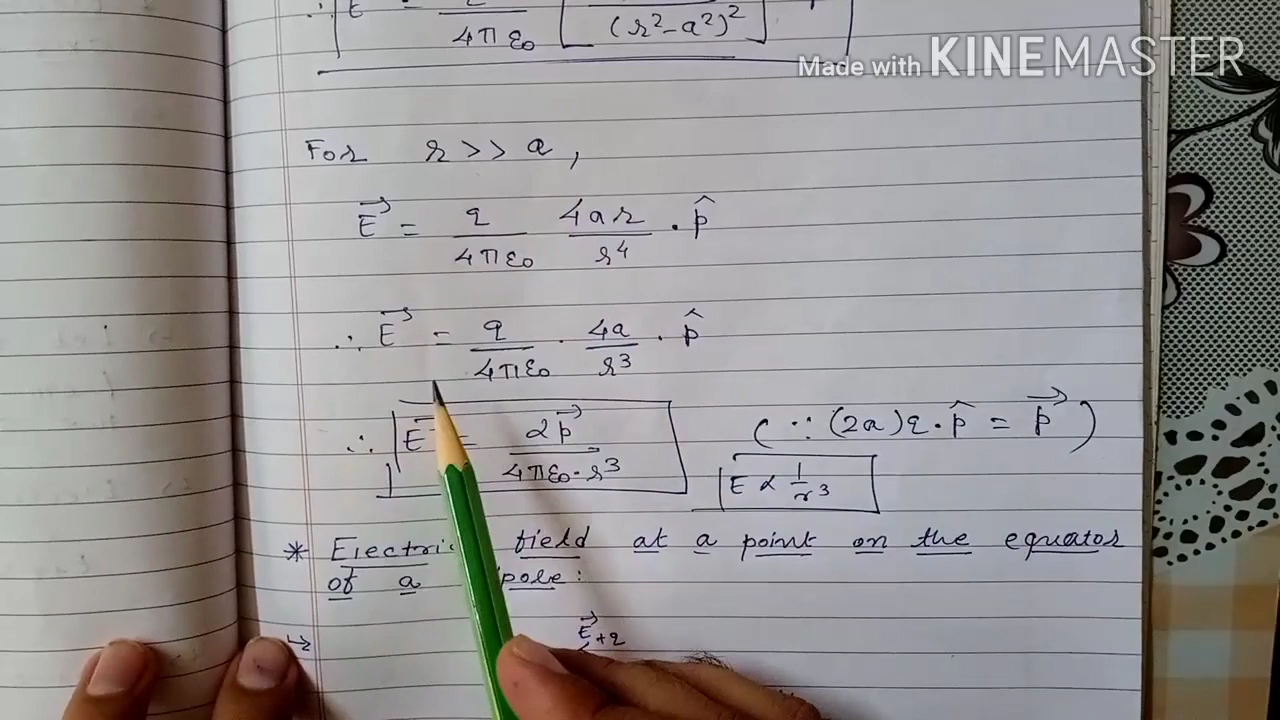 ∴ E 4πε₀ (r²-a²)²
Made with KINEMASTER
For r >> a,
E⃗ = q/4πε₀ 4ar/r⁴ . p̂
∴ E⃗ = q/4πε₀ . 4a/r³ . p̂
∴ E⃗ = 2p⃗/4πε₀.r³ (∵ (2a)q.p̂ = p⃗)
E ∝ 1/r³
* Electric field at a point on the equator
of a pole:
↳
E⃗+q